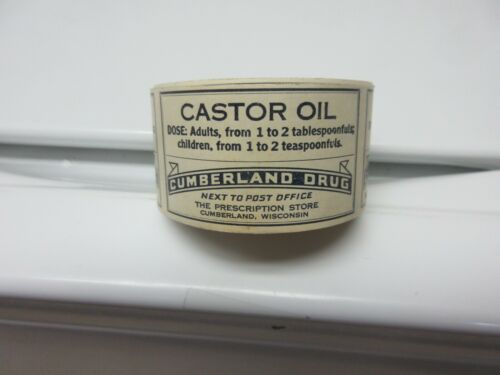 CASTOR OIL
DOSE: Adults, from 1 to 2 tablespoonfuls;
children, from 1 to 2 teaspoonfuls.
CUMBERLAND DRUG
NEXT TO POST OFFICE
THE PRESCRIPTION STORE
CUMBERLAND, WISCONSIN